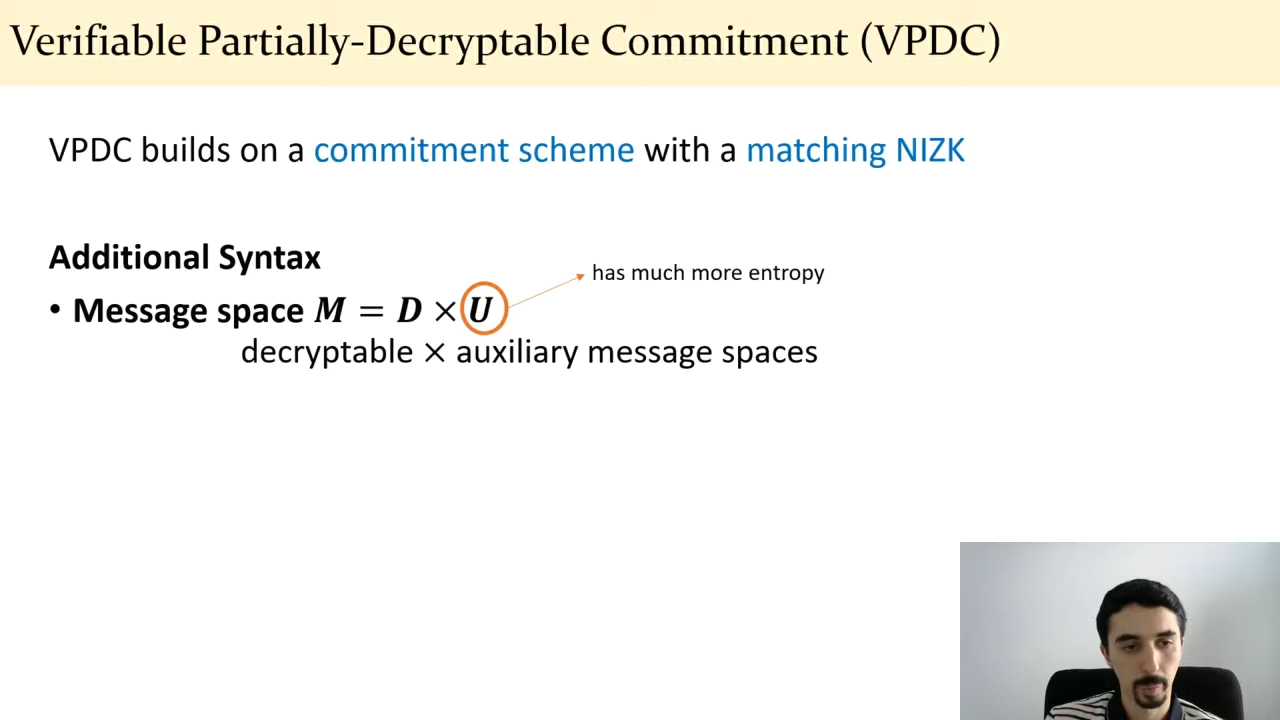 Verifiable Partially-Decryptable Commitment (VPDC)
VPDC builds on a commitment scheme with a matching NIZK
Additional Syntax
has much more entropy
• Message space M = D × U
decryptable × auxiliary message spaces